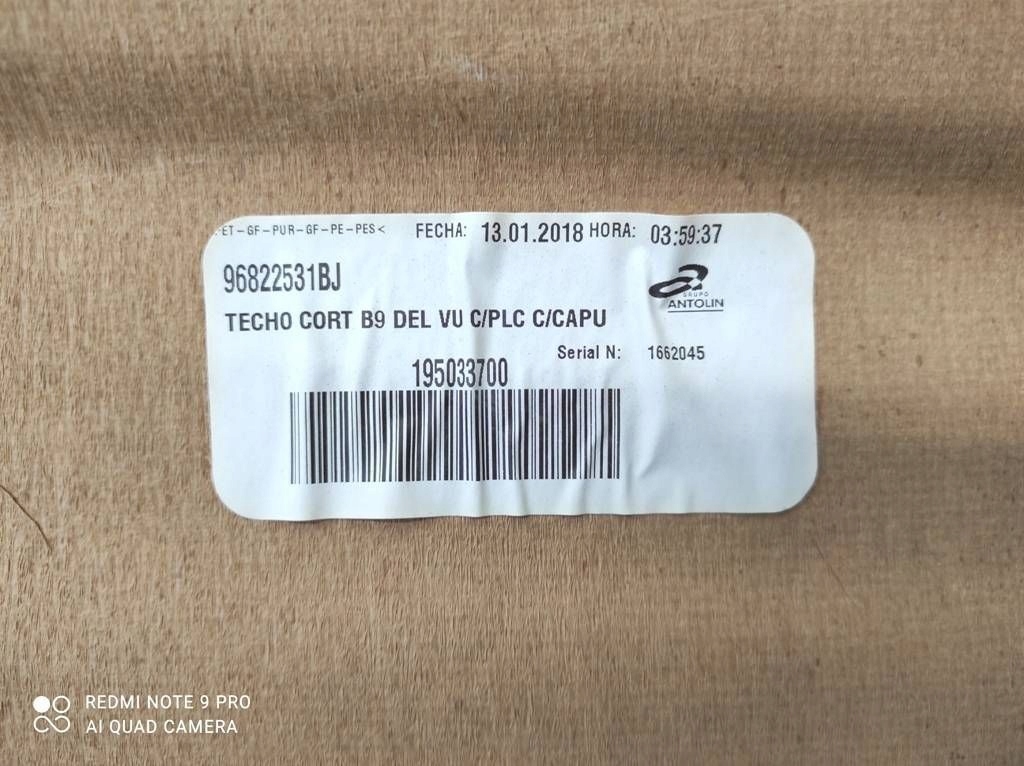 ET-GF-PUR-GF-PE-PES< FECHA: 13.01.2018 HORA: 03:59:37
96822531BJ
GRUPO
ANTOLIN
TECHO CORT B9 DEL VU C/PLC C/CAPU
Serial N: 1662045
195033700
REDMI NOTE 9 PRO
AI QUAD CAMERA